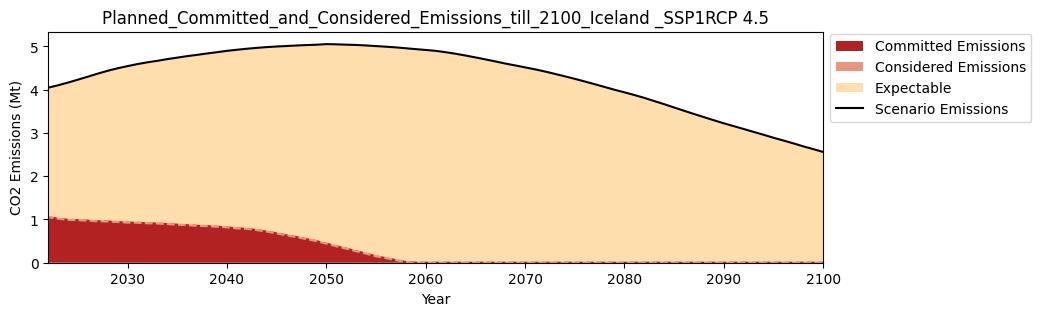 Planned_Committed_and_Considered_Emissions_till_2100_Iceland _SSP1RCP 4.5
Committed Emissions
Considered Emissions
Expectable
Scenario Emissions
CO2 Emissions (Mt)
5
4
3
2
1
0
2030 2040 2050 2060 2070 2080 2090 2100
Year